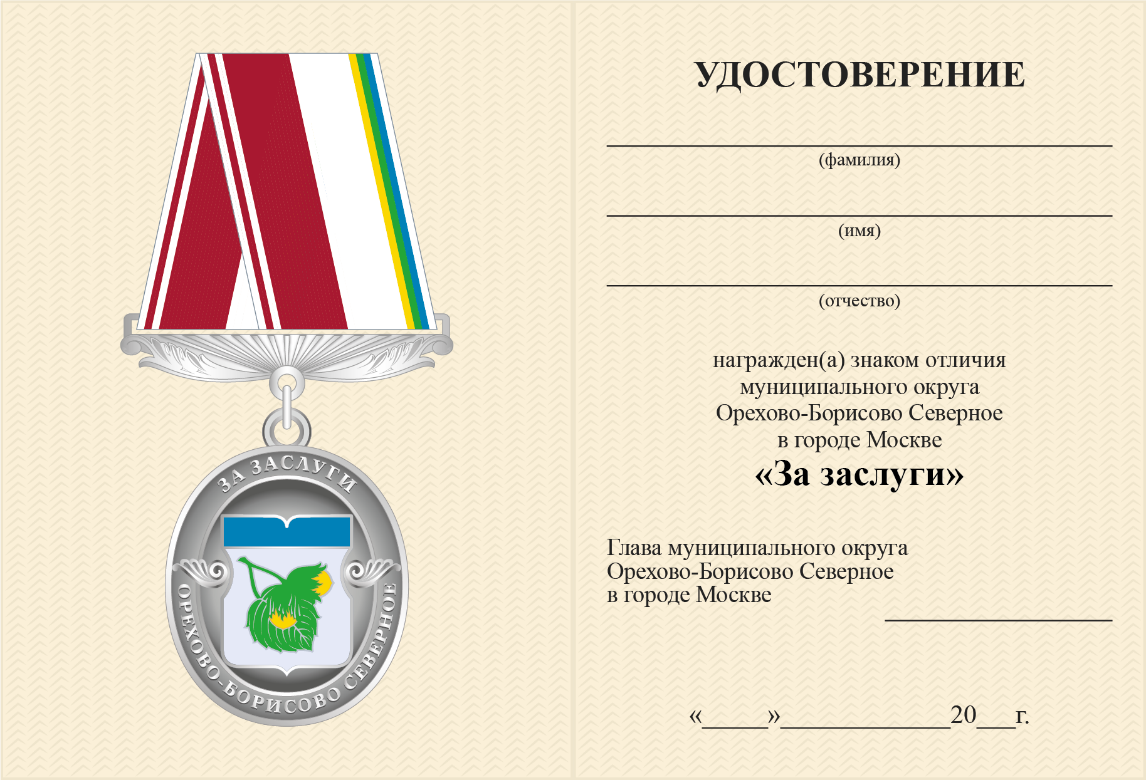 ЗА ЗАСЛУГИ
ОРЕХОВО-БОРИСОВО СЕВЕРНОЕ
УДОСТОВЕРЕНИЕ
(фамилия)
(имя)
(отчество)
награжден(а) знаком отличия
муниципального округа
Орехово-Борисово Северное
в городе Москве
«За заслуги»
Глава муниципального округа
Орехово-Борисово Северное
в городе Москве
«_____»_____________20___г.